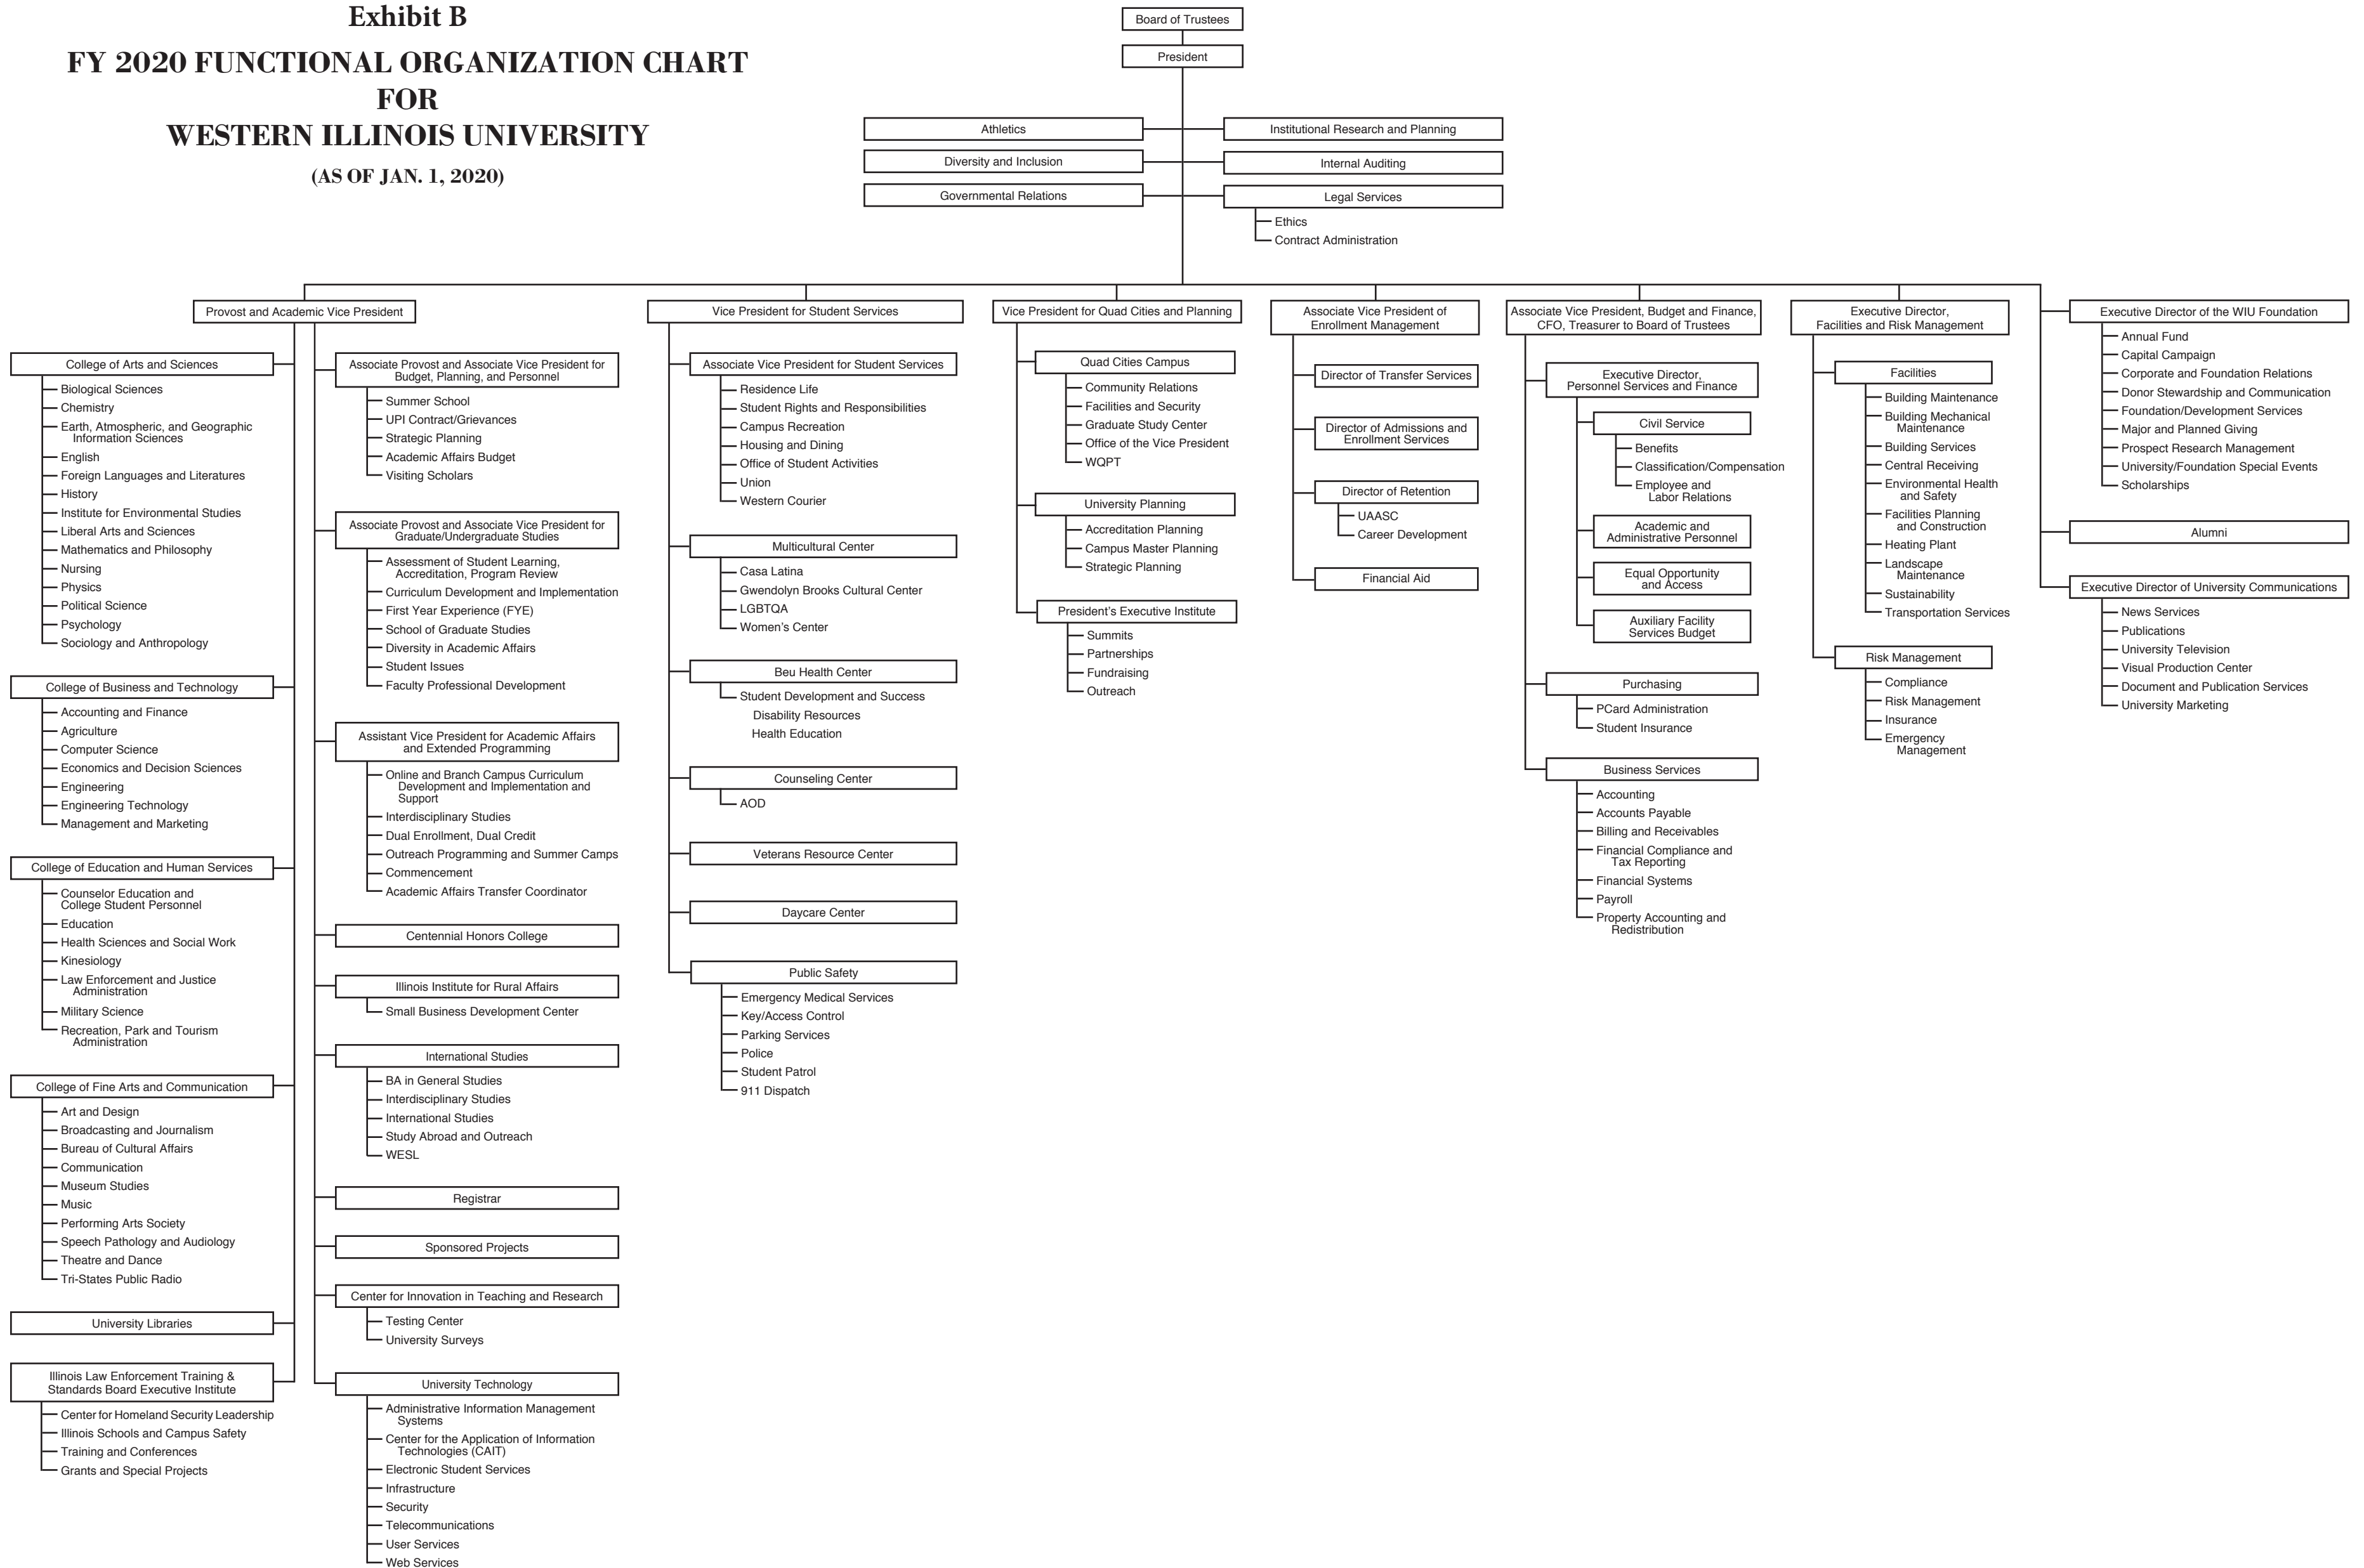 Exhibit B
FY 2020 FUNCTIONAL ORGANIZATION CHART
FOR
WESTERN ILLINOIS UNIVERSITY
(AS OF JAN. 1, 2020)
Board of Trustees
President
Athletics
Institutional Research and Planning
Diversity and Inclusion
Internal Auditing
Governmental Relations
Legal Services
Ethics
Contract Administration
Provost and Academic Vice President
College of Arts and Sciences
Biological Sciences
Chemistry
Earth, Atmospheric, and Geographic
Information Sciences
English
Foreign Languages and Literatures
History
Institute for Environmental Studies
Liberal Arts and Sciences
Mathematics and Philosophy
Nursing
Physics
Political Science
Psychology
Sociology and Anthropology
College of Business and Technology
Accounting and Finance
Agriculture
Computer Science
Economics and Decision Sciences
Engineering
Engineering Technology
Management and Marketing
College of Education and Human Services
Counselor Education and
College Student Personnel
Education
Health Sciences and Social Work
Kinesiology
Law Enforcement and Justice
Administration
Military Science
Recreation, Park and Tourism
Administration
College of Fine Arts and Communication
Art and Design
Broadcasting and Journalism
Bureau of Cultural Affairs
Communication
Museum Studies
Music
Performing Arts Society
Speech Pathology and Audiology
Theatre and Dance
Tri-States Public Radio
University Libraries
Illinois Law Enforcement Training &
Standards Board Executive Institute
Center for Homeland Security Leadership
Illinois Schools and Campus Safety
Training and Conferences
Grants and Special Projects
Associate Provost and Associate Vice President for
Budget, Planning, and Personnel
Summer School
UPI Contract/Grievances
Strategic Planning
Academic Affairs Budget
Visiting Scholars
Associate Provost and Associate Vice President for
Graduate/Undergraduate Studies
Assessment of Student Learning,
Accreditation, Program Review
Curriculum Development and Implementation
First Year Experience (FYE)
School of Graduate Studies
Diversity in Academic Affairs
Student Issues
Faculty Professional Development
Assistant Vice President for Academic Affairs
and Extended Programming
Online and Branch Campus Curriculum
Development and Implementation and
Support
Interdisciplinary Studies
Dual Enrollment, Dual Credit
Outreach Programming and Summer Camps
Commencement
Academic Affairs Transfer Coordinator
Centennial Honors College
Illinois Institute for Rural Affairs
Small Business Development Center
International Studies
BA in General Studies
Interdisciplinary Studies
International Studies
Study Abroad and Outreach
WESL
Registrar
Sponsored Projects
Center for Innovation in Teaching and Research
Testing Center
University Surveys
University Technology
Administrative Information Management
Systems
Center for the Application of Information
Technologies (CAIT)
Electronic Student Services
Infrastructure
Security
Telecommunications
User Services
Web Services
Vice President for Student Services
Associate Vice President for Student Services
Residence Life
Student Rights and Responsibilities
Campus Recreation
Housing and Dining
Office of Student Activities
Union
Western Courier
Multicultural Center
Casa Latina
Gwendolyn Brooks Cultural Center
LGBTQA
Women's Center
Beu Health Center
Student Development and Success
Disability Resources
Health Education
Counseling Center
AOD
Veterans Resource Center
Daycare Center
Public Safety
Emergency Medical Services
Key/Access Control
Parking Services
Police
Student Patrol
911 Dispatch
Vice President for Quad Cities and Planning
Quad Cities Campus
Community Relations
Facilities and Security
Graduate Study Center
Office of the Vice President
WQPT
University Planning
Accreditation Planning
Campus Master Planning
Strategic Planning
President's Executive Institute
Summits
Partnerships
Fundraising
Outreach
Associate Vice President of
Enrollment Management
Director of Transfer Services
Director of Admissions and
Enrollment Services
Director of Retention
UAASC
Career Development
Financial Aid
Associate Vice President, Budget and Finance,
CFO, Treasurer to Board of Trustees
Executive Director,
Personnel Services and Finance
Civil Service
Benefits
Classification/Compensation
Employee and
Labor Relations
Academic and
Administrative Personnel
Equal Opportunity
and Access
Auxiliary Facility
Services Budget
Purchasing
PCard Administration
Student Insurance
Business Services
Accounting
Accounts Payable
Billing and Receivables
Financial Compliance and
Tax Reporting
Financial Systems
Payroll
Property Accounting and
Redistribution
Executive Director,
Facilities and Risk Management
Facilities
Building Maintenance
Building Mechanical
Maintenance
Building Services
Central Receiving
Environmental Health
and Safety
Facilities Planning
and Construction
Heating Plant
Landscape
Maintenance
Sustainability
Transportation Services
Risk Management
Compliance
Risk Management
Insurance
Emergency
Management
Executive Director of the WIU Foundation
Annual Fund
Capital Campaign
Corporate and Foundation Relations
Donor Stewardship and Communication
Foundation/Development Services
Major and Planned Giving
Prospect Research Management
University/Foundation Special Events
Scholarships
Alumni
Executive Director of University Communications
News Services
Publications
University Television
Visual Production Center
Document and Publication Services
University Marketing